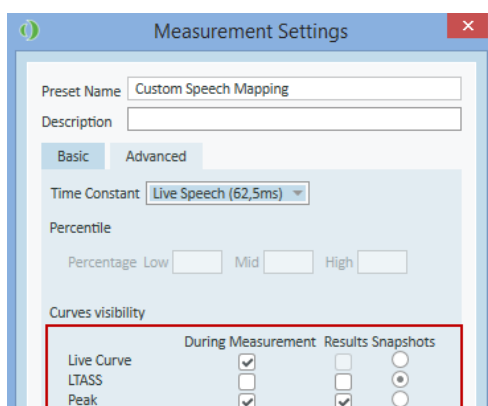 Measurement Settings
Preset Name Custom Speech Mapping
Description
Basic Advanced
Time Constant Live Speech (62,5ms)
Percentile
Percentage Low Mid High
Curves visibility
During Measurement Results Snapshots
Live Curve
LTASS
Peak